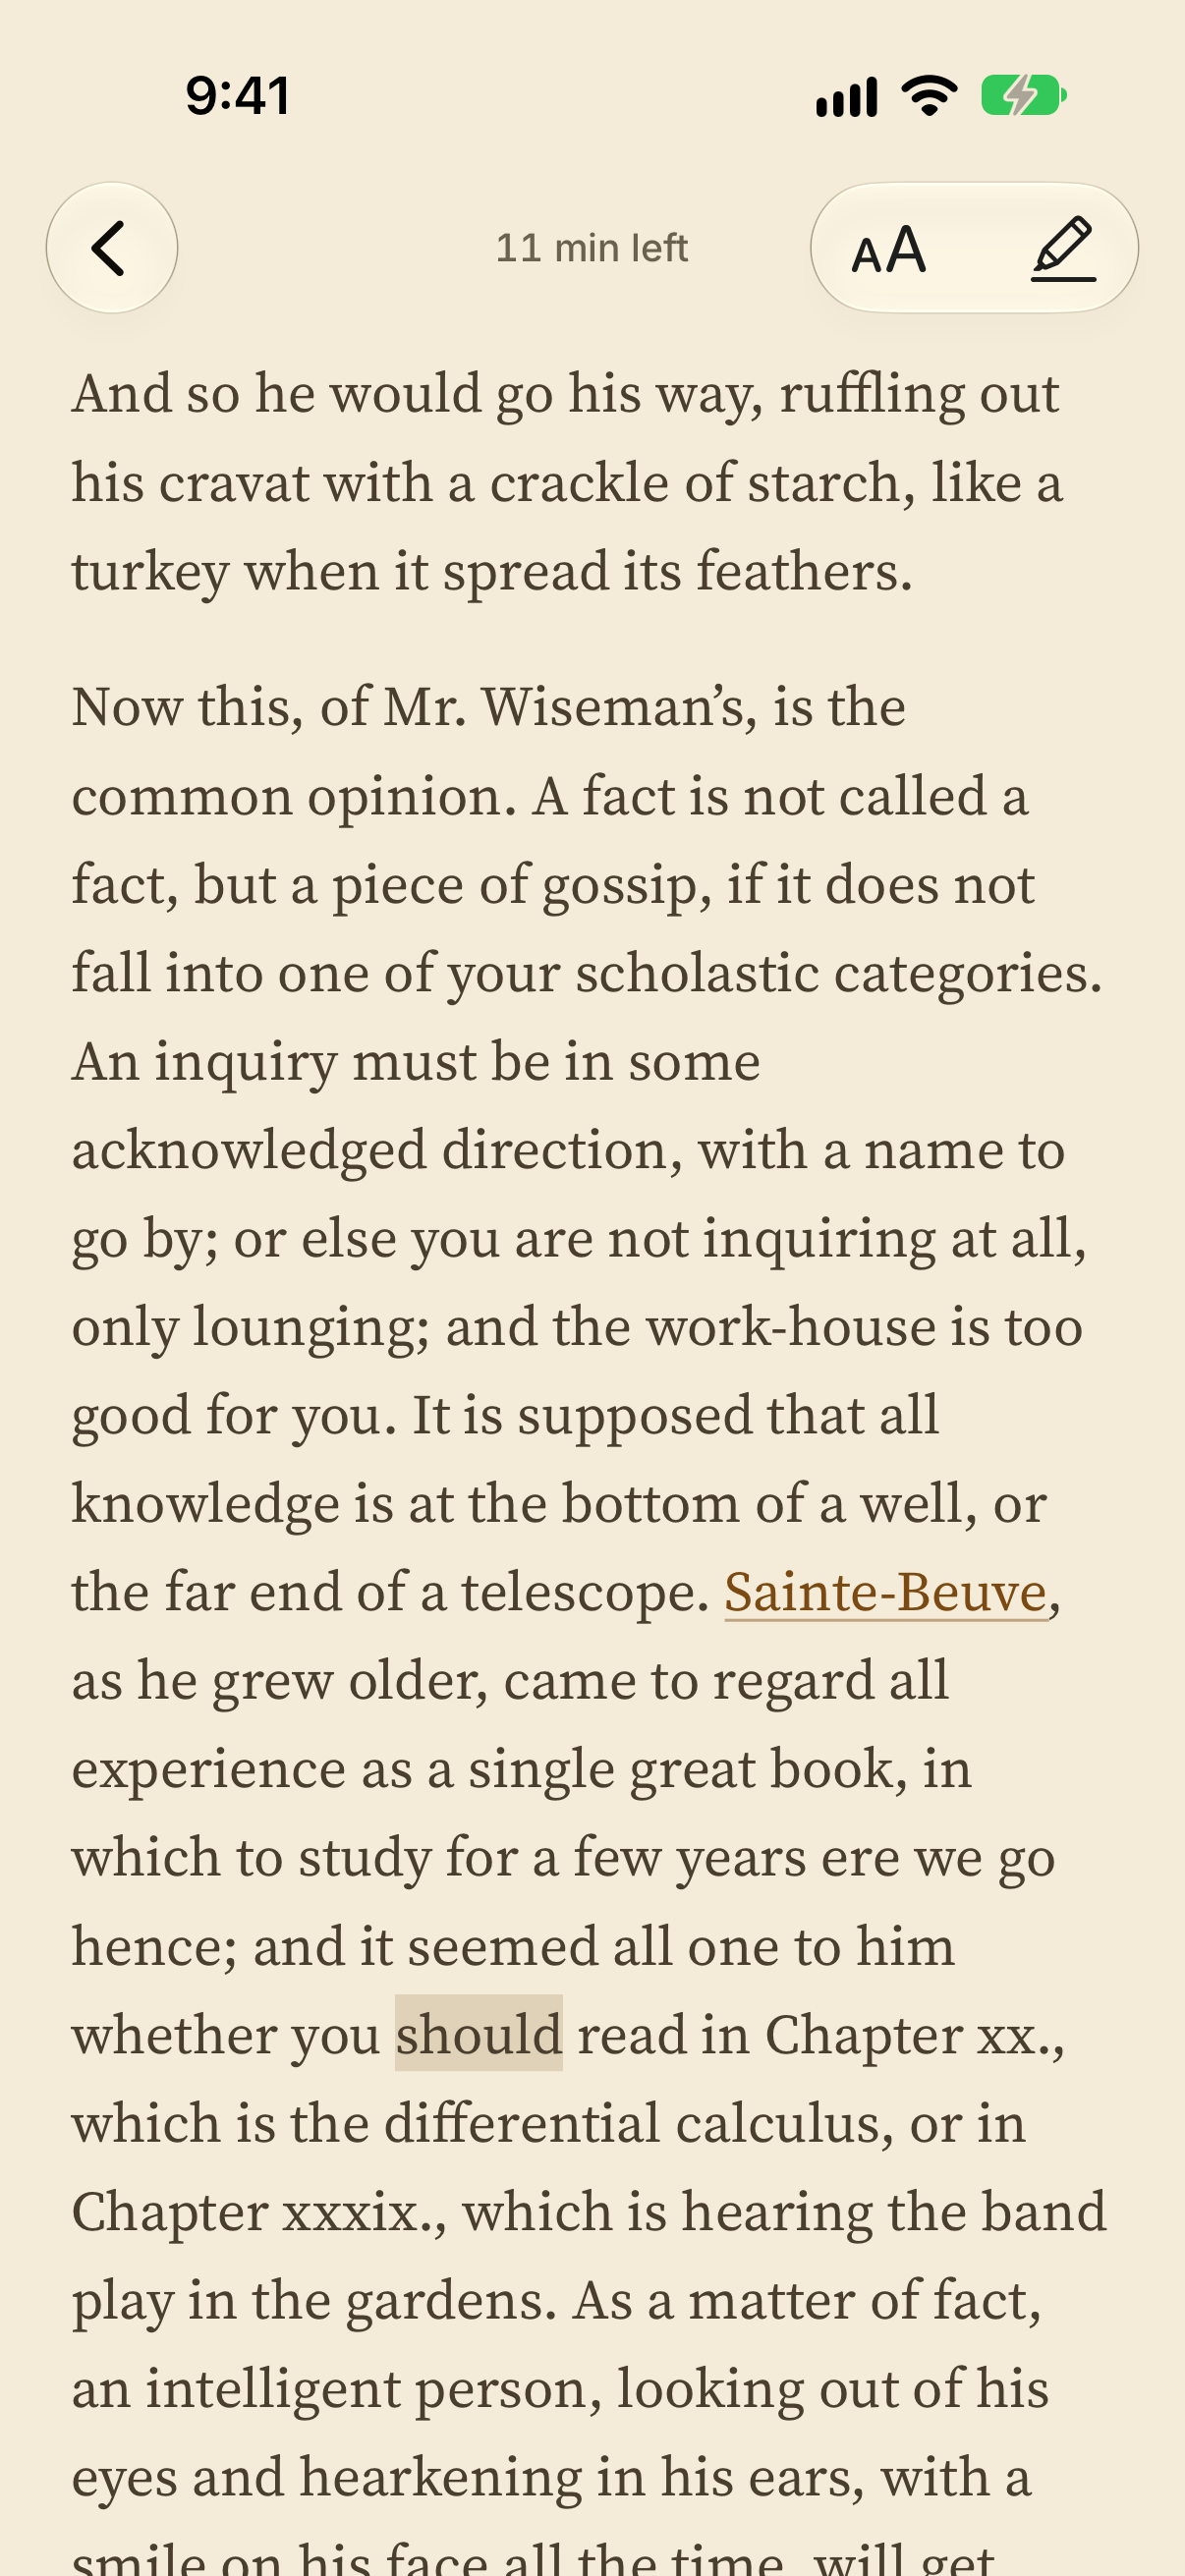 9:41
11 min left
AA
And so he would go his way, ruffling out
his cravat with a crackle of starch, like a
turkey when it spread its feathers.
Now this, of Mr. Wiseman’s, is the
common opinion. A fact is not called a
fact, but a piece of gossip, if it does not
fall into one of your scholastic categories.
An inquiry must be in some
acknowledged direction, with a name to
go by; or else you are not inquiring at all,
only lounging; and the work-house is too
good for you. It is supposed that all
knowledge is at the bottom of a well, or
the far end of a telescope. Sainte-Beuve,
as he grew older, came to regard all
experience as a single great book, in
which to study for a few years ere we go
hence; and it seemed all one to him
whether you should read in Chapter xx.,
which is the differential calculus, or in
Chapter xxxix., which is hearing the band
play in the gardens. As a matter of fact,
an intelligent person, looking out of his
eyes and hearkening in his ears, with a
smile on his face all the time, will get